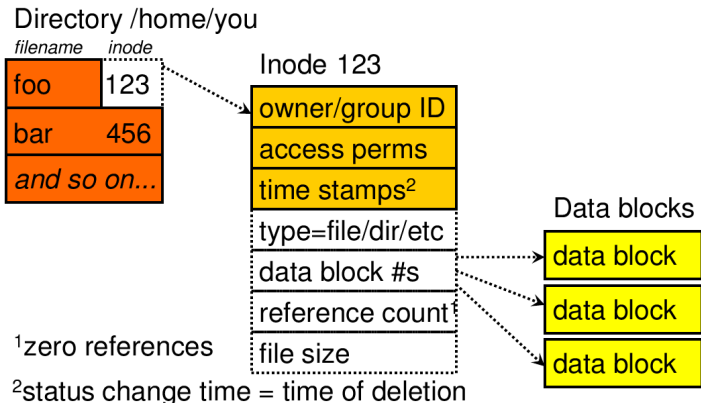 Directory /home/you
filename inode
foo 123
bar 456
and so on...
Inode 123
owner/group ID
access perms
time stamps²
type=file/dir/etc
data block #s
reference count¹
file size
Data blocks
data block
data block
data block
¹zero references
²status change time = time of deletion